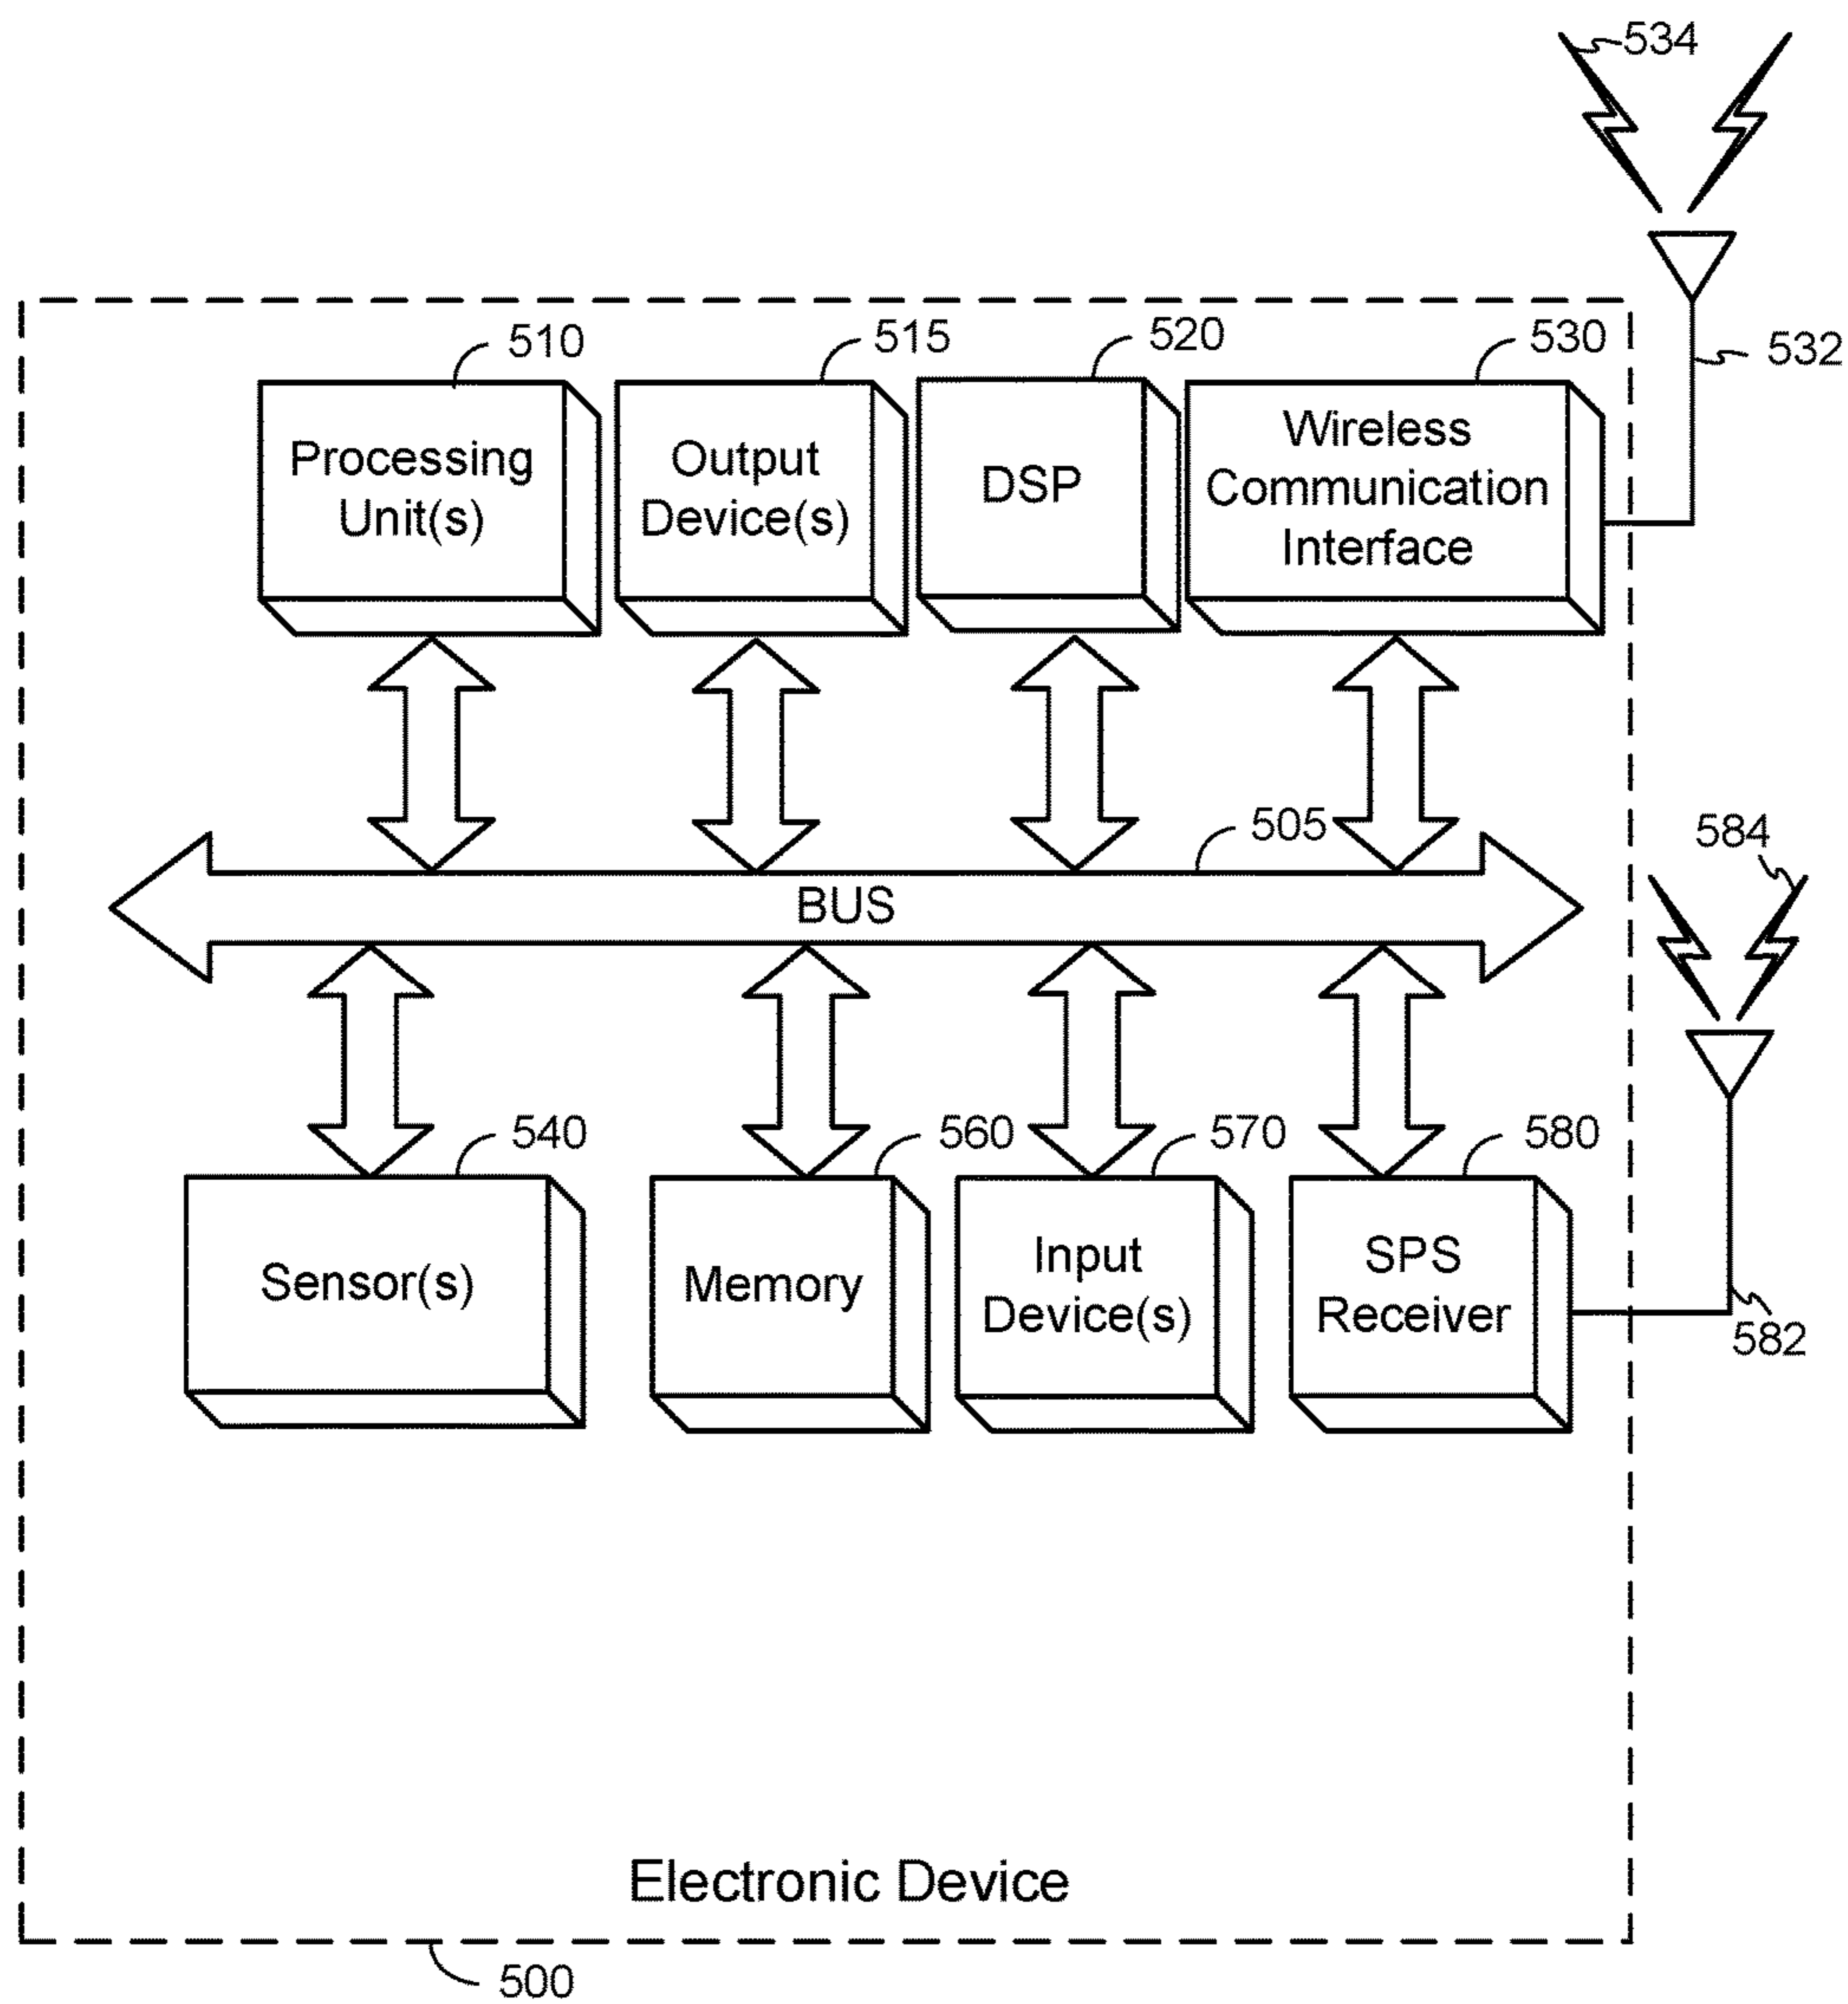 534
510
515
520
530
532
Processing
Unit(s)
Output
Device(s)
DSP
Wireless
Communication
Interface
505
BUS
584
540
560
570
580
Sensor(s)
Memory
Input
Device(s)
SPS
Receiver
582
Electronic Device
500